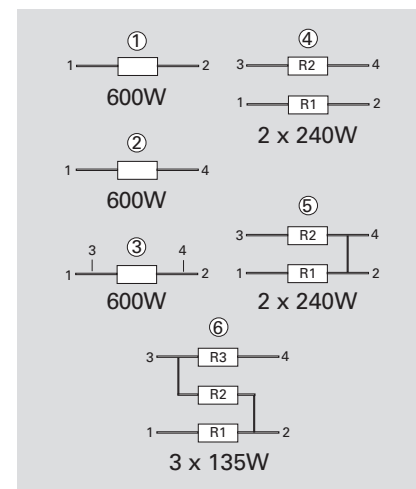 ①
1 2
600W
②
1 4
600W
③
3 4
1 2
600W
④
3 R2 4
1 R1 2
2 x 240W
⑤
3 R2 4
1 R1 2
2 x 240W
⑥
3 R3 4
R2
1 R1 2
3 x 135W